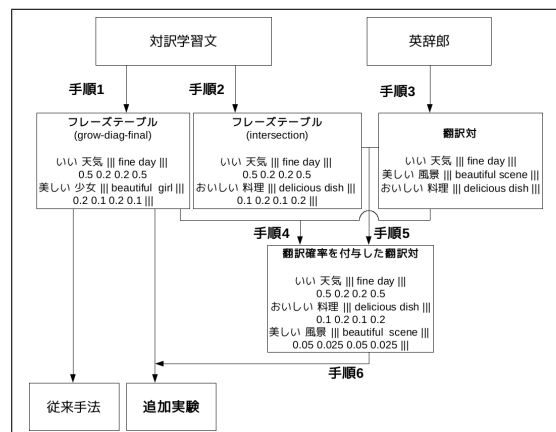 対訳学習文
英辞郎
手順1
手順2
手順3
フレーズテーブル
(grow-diag-final)
いい 天気 ||| fine day |||
0.5 0.2 0.2 0.5
美しい 少女 ||| beautiful girl |||
0.2 0.1 0.2 0.1 |||
フレーズテーブル
(intersection)
いい 天気 ||| fine day |||
0.5 0.2 0.2 0.5
おいしい 料理 ||| delicious dish |||
0.1 0.2 0.1 0.2 |||
翻訳対
いい 天気 ||| fine day |||
美しい 風景 ||| beautiful scene |||
おいしい 料理 ||| delicious dish |||
手順4
手順5
翻訳確率を付与した翻訳対
いい 天気 ||| fine day |||
0.5 0.2 0.2 0.5
おいしい 料理 ||| delicious dish |||
0.1 0.2 0.1 0.2
美しい 風景 ||| beautiful scene |||
0.05 0.025 0.05 0.025 |||
手順6
従来手法
追加実験